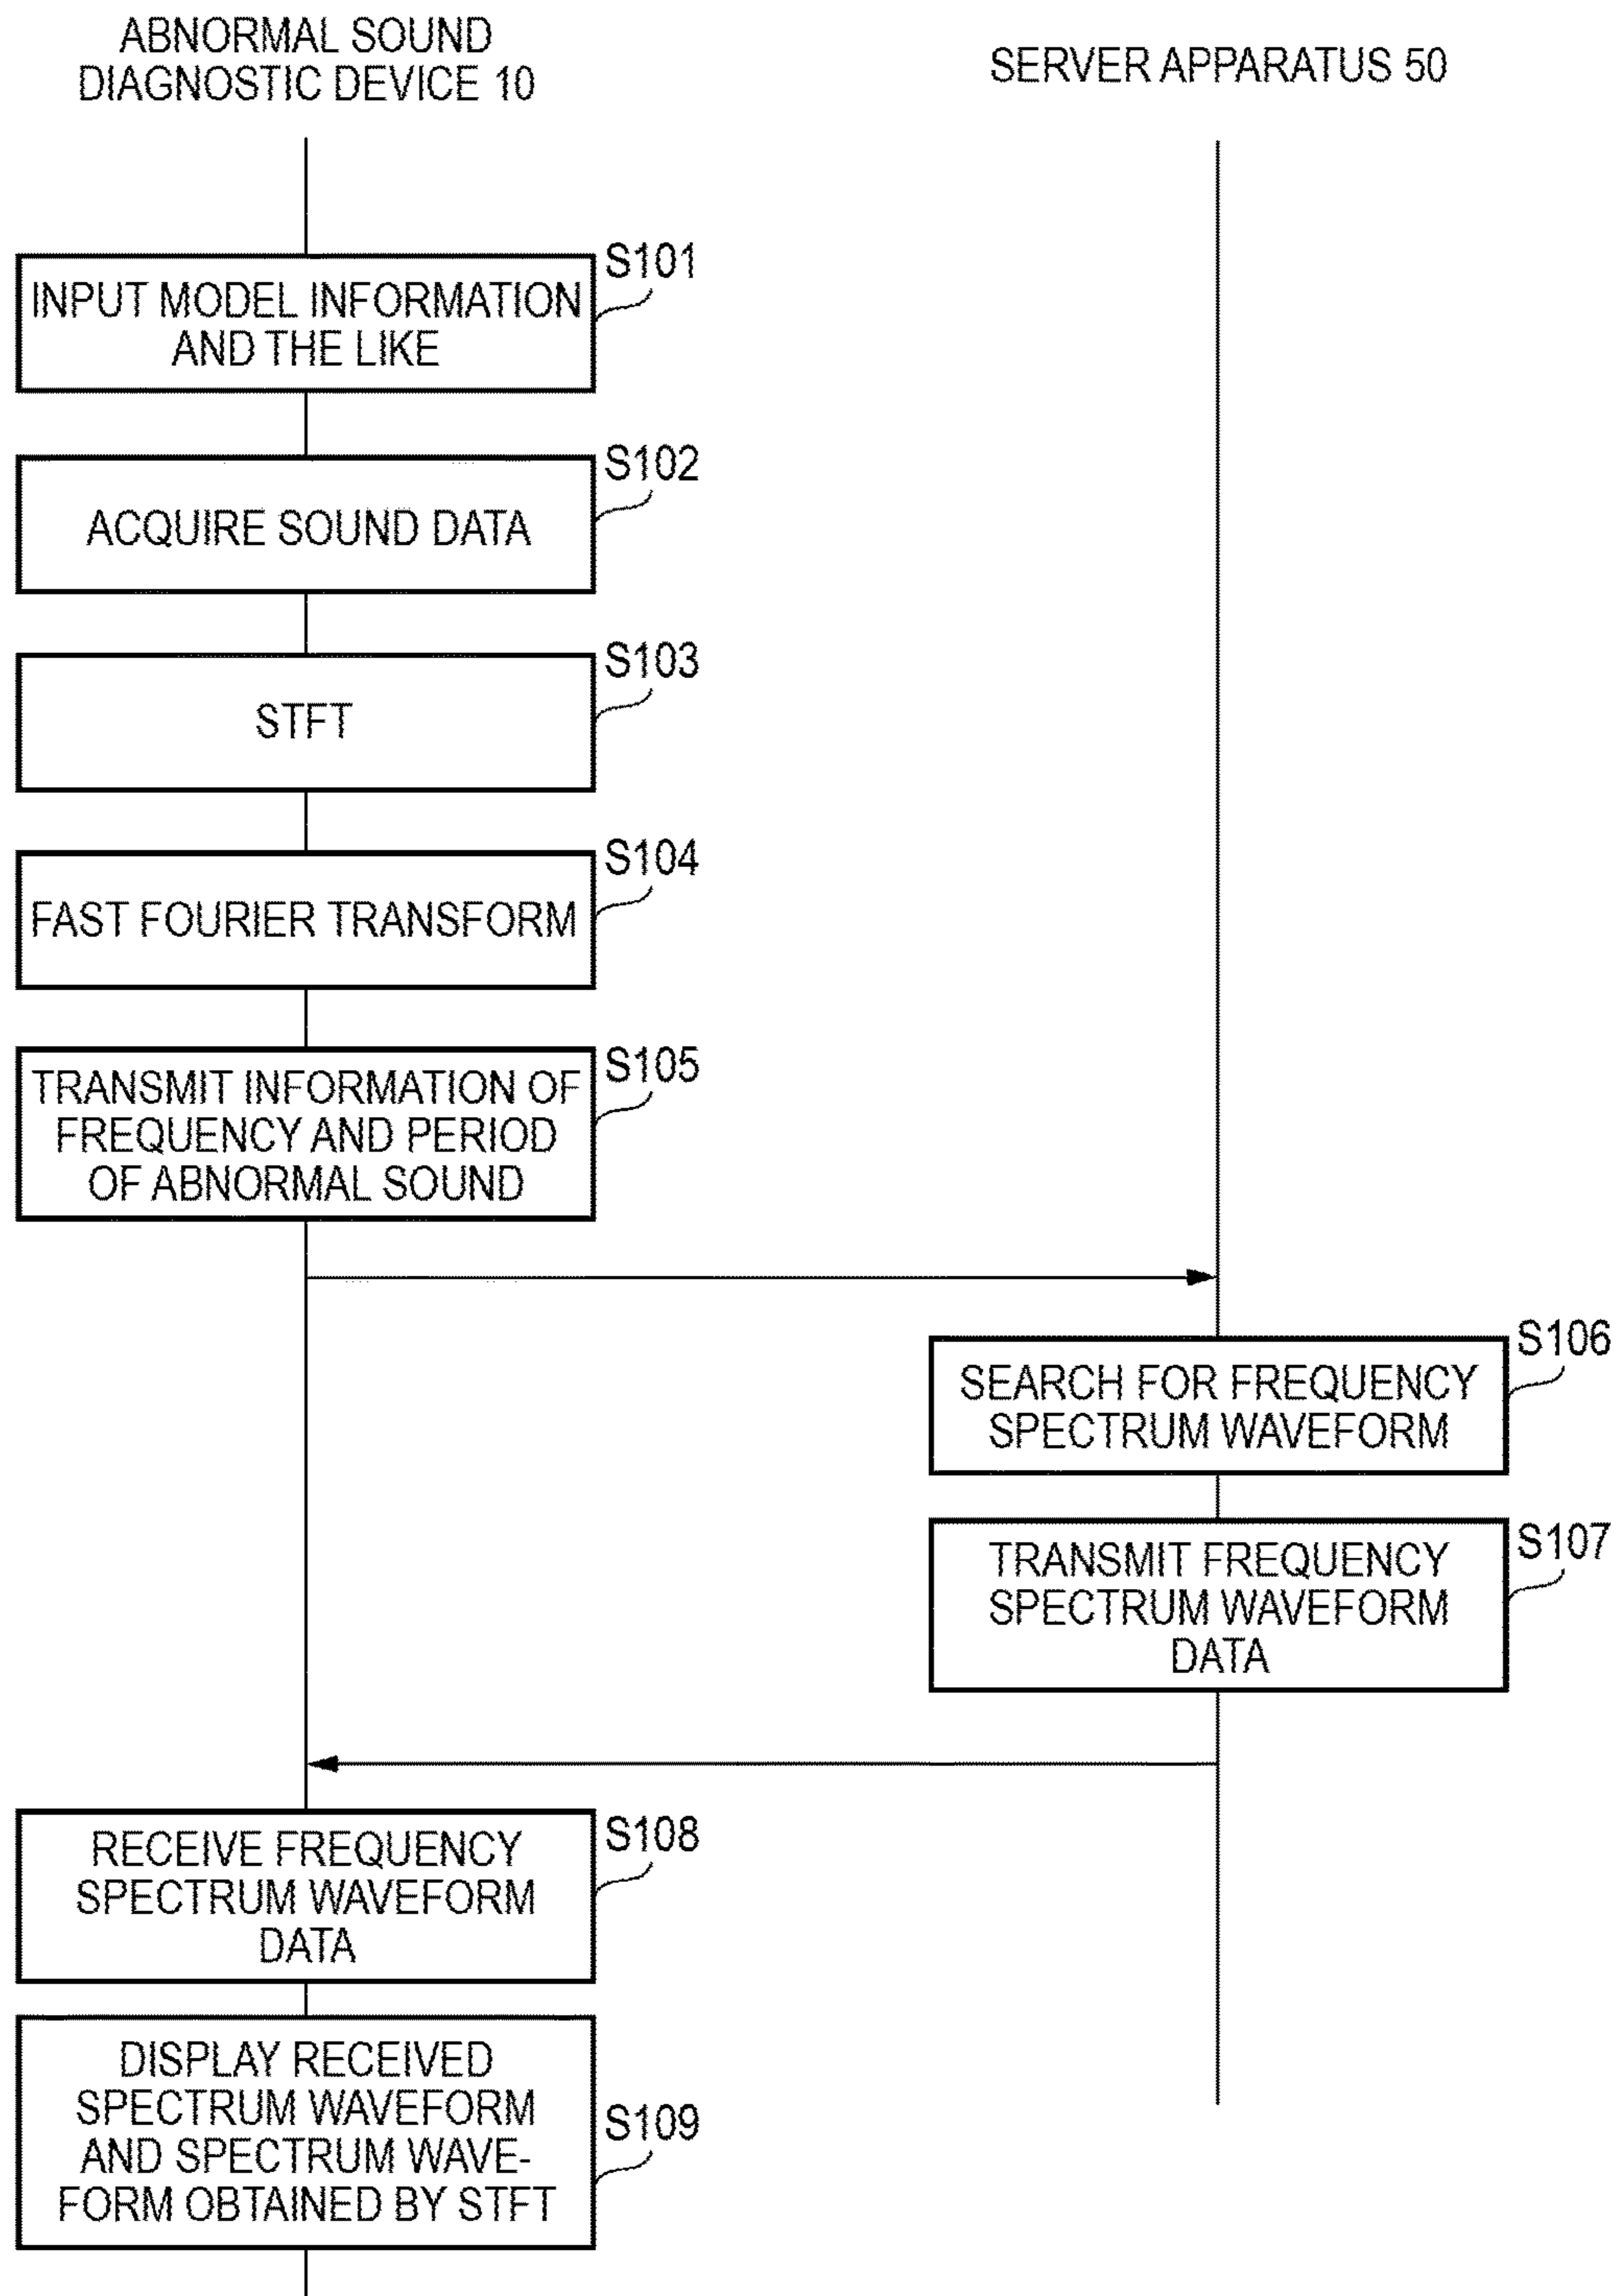 ABNORMAL SOUND
DIAGNOSTIC DEVICE 10
SERVER APPARATUS 50
S101
INPUT MODEL INFORMATION
AND THE LIKE
S102
ACQUIRE SOUND DATA
S103
STFT
S104
FAST FOURIER TRANSFORM
S105
TRANSMIT INFORMATION OF
FREQUENCY AND PERIOD
OF ABNORMAL SOUND
S106
SEARCH FOR FREQUENCY
SPECTRUM WAVEFORM
S107
TRANSMIT FREQUENCY
SPECTRUM WAVEFORM
DATA
S108
RECEIVE FREQUENCY
SPECTRUM WAVEFORM
DATA
DISPLAY RECEIVED
SPECTRUM WAVEFORM
S109
AND SPECTRUM WAVE-
FORM OBTAINED BY STFT